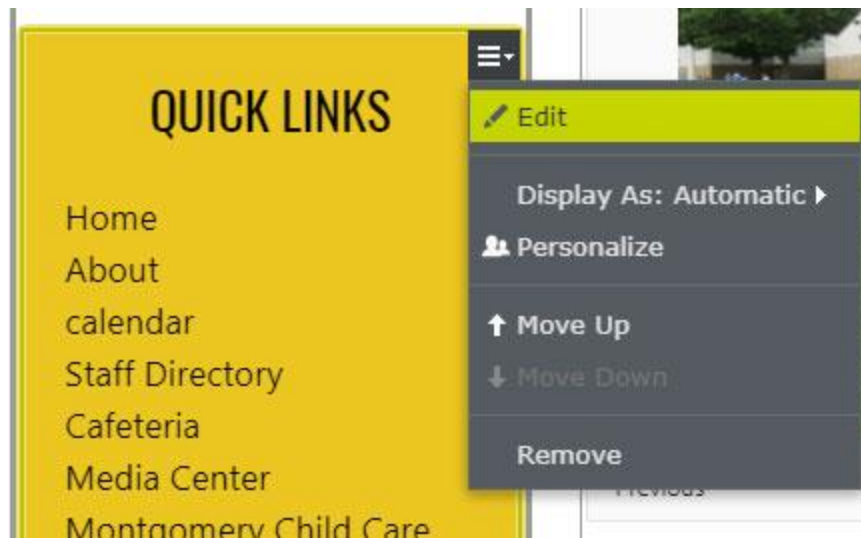 QUICK LINKS
Home
About
calendar
Staff Directory
Cafeteria
Media Center
Montgomery Child Care
Edit
Display As: Automatic
Personalize
Move Up
Move Down
Remove
Previous